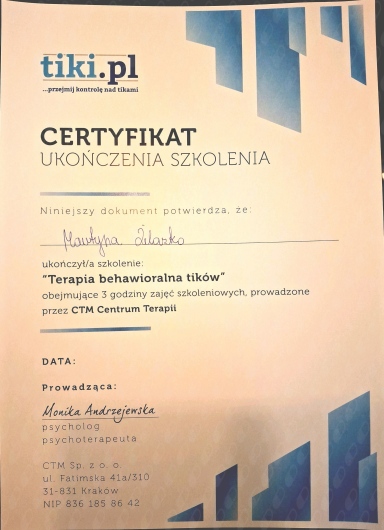 tiki.pl
...przejmij kontrolę nad tikami
CERTYFIKAT
UKOŃCZENIA SZKOLENIA
Niniejszy dokument potwierdza, że:
Martyna Żelazko
ukończył/a szkolenie:
“Terapia behawioralna tików”
obejmujące 3 godziny zajęć szkoleniowych, prowadzone
przez CTM Centrum Terapii
DATA:
Prowadząca:
Monika Andrzejewska
psycholog
psychoterapeuta
CTM Sp. z o. o.
ul. Fatimska 41a/310
31-831 Kraków
NIP 836 185 86 42